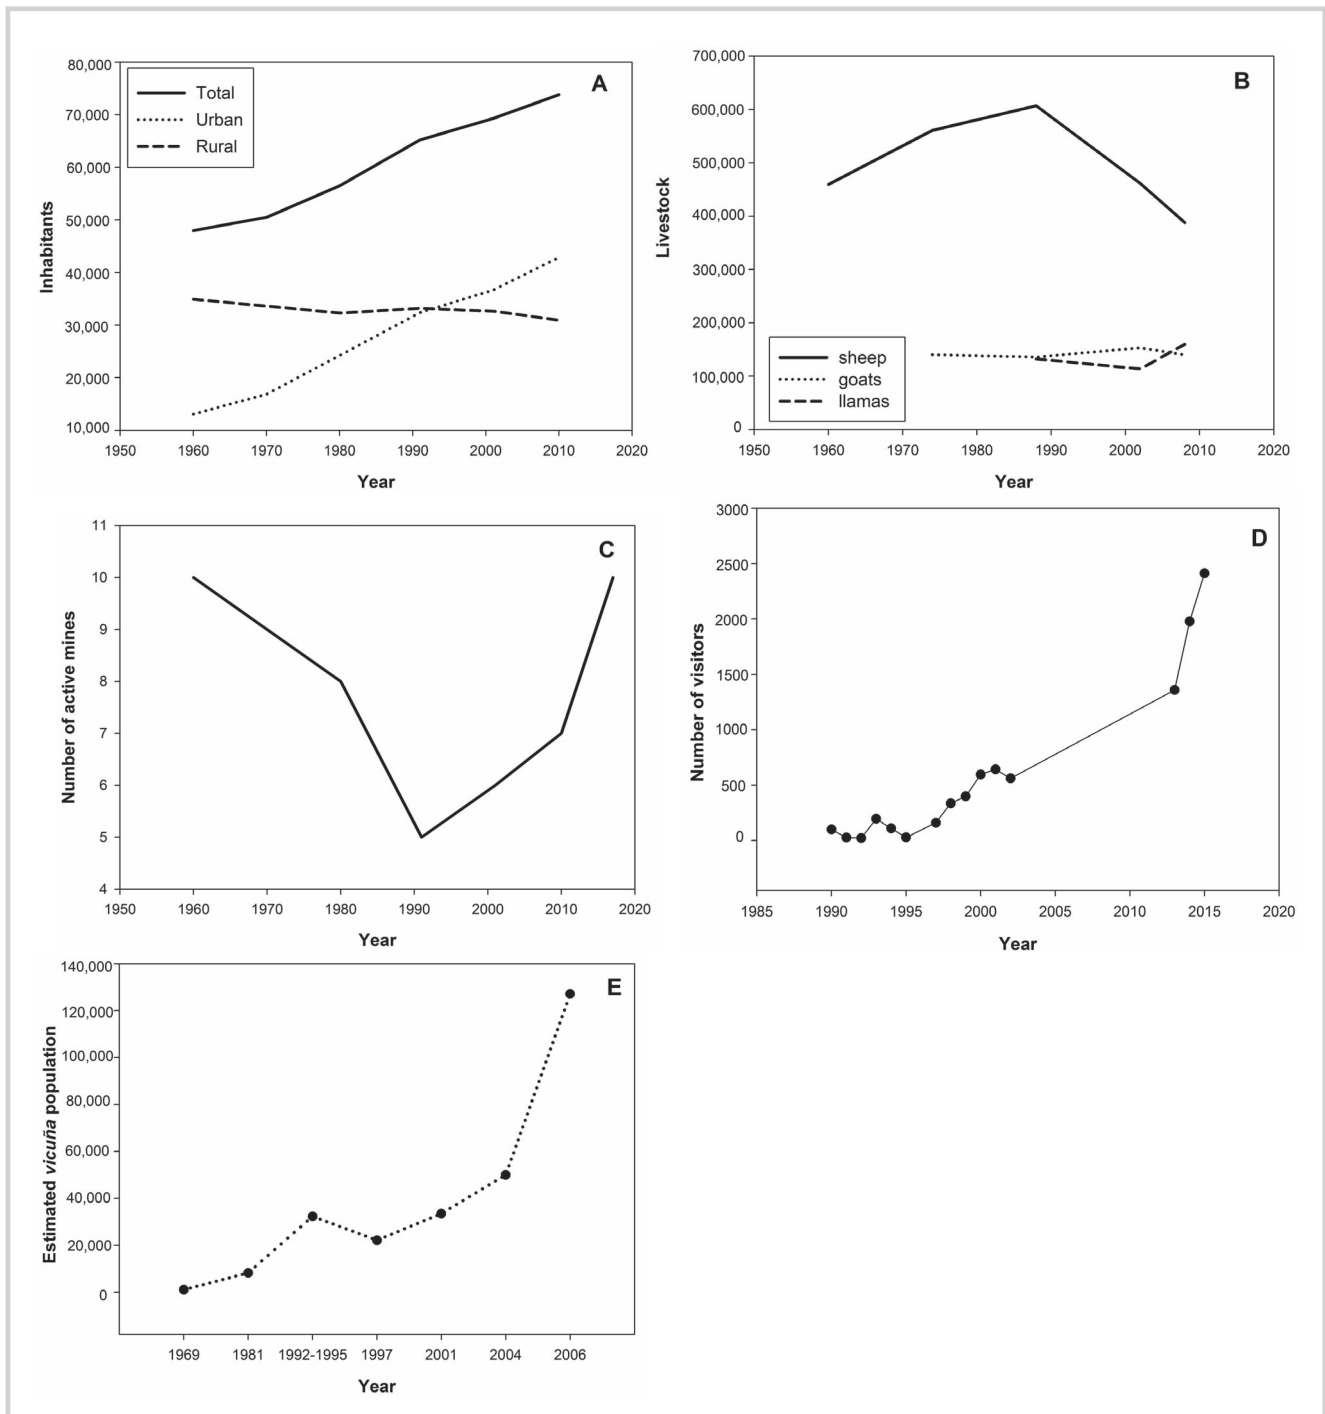 A
80,000
70,000
60,000
50,000
40,000
30,000
20,000
10,000
Total
Urban
Rural
Inhabitants
1950 1960 1970 1980 1990 2000 2010 2020
Year
B
700,000
600,000
500,000
400,000
300,000
200,000
100,000
0
sheep
goats
llamas
Livestock
1950 1960 1970 1980 1990 2000 2010 2020
Year
C
11
10
9
8
7
6
5
4
Number of active mines
1950 1960 1970 1980 1990 2000 2010 2020
Year
D
3000
2500
2000
1500
1000
500
0
Number of visitors
1985 1990 1995 2000 2005 2010 2015 2020
Year
E
140,000
120,000
100,000
80,000
60,000
40,000
20,000
0
Estimated vicuña population
1969 1981 1992-1995 1997 2001 2004 2006
Year